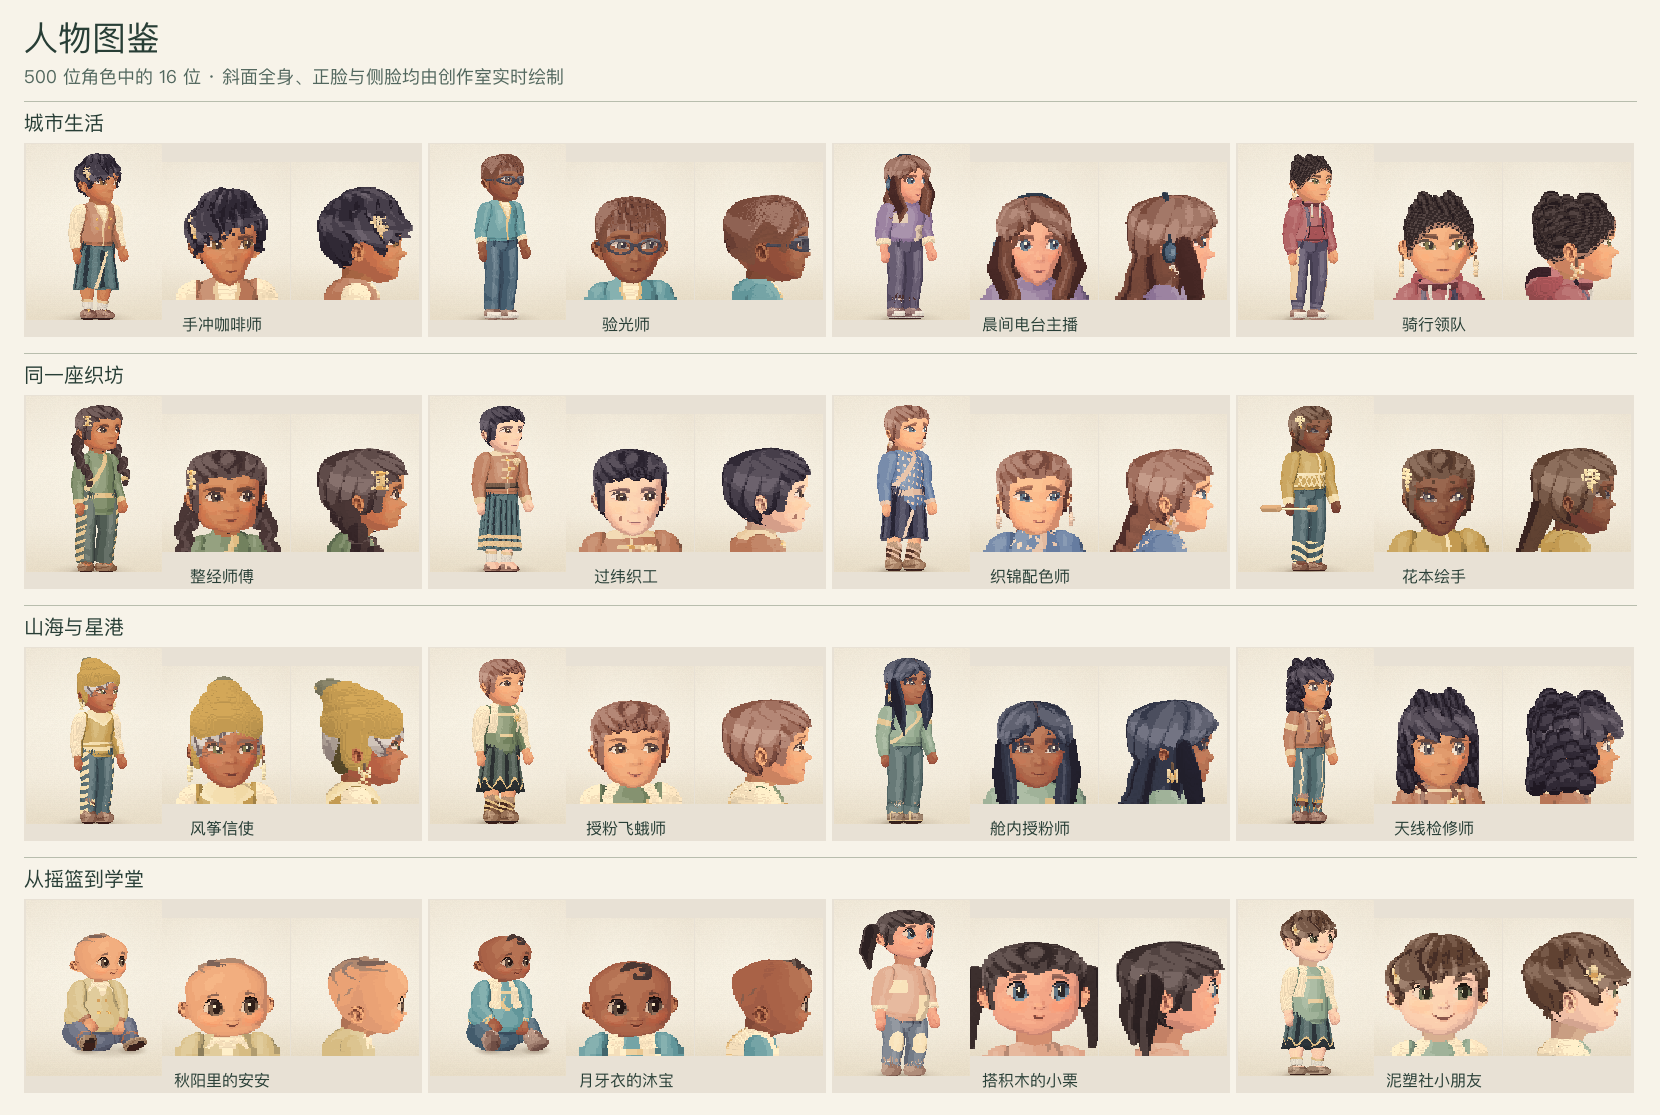 人物图鉴
500 位角色中的 16 位 · 斜面全身、正脸与侧脸均由创作室实时绘制
城市生活
手冲咖啡师
验光师
晨间电台主播
骑行领队
同一座织坊
整经师傅
过纬织工
织锦配色师
花本绘手
山海与星港
风筝信使
授粉飞蛾师
舱内授粉师
天线检修师
从摇篮到学堂
秋阳里的安安
月牙衣的沐宝
搭积木的小栗
泥塑社小朋友